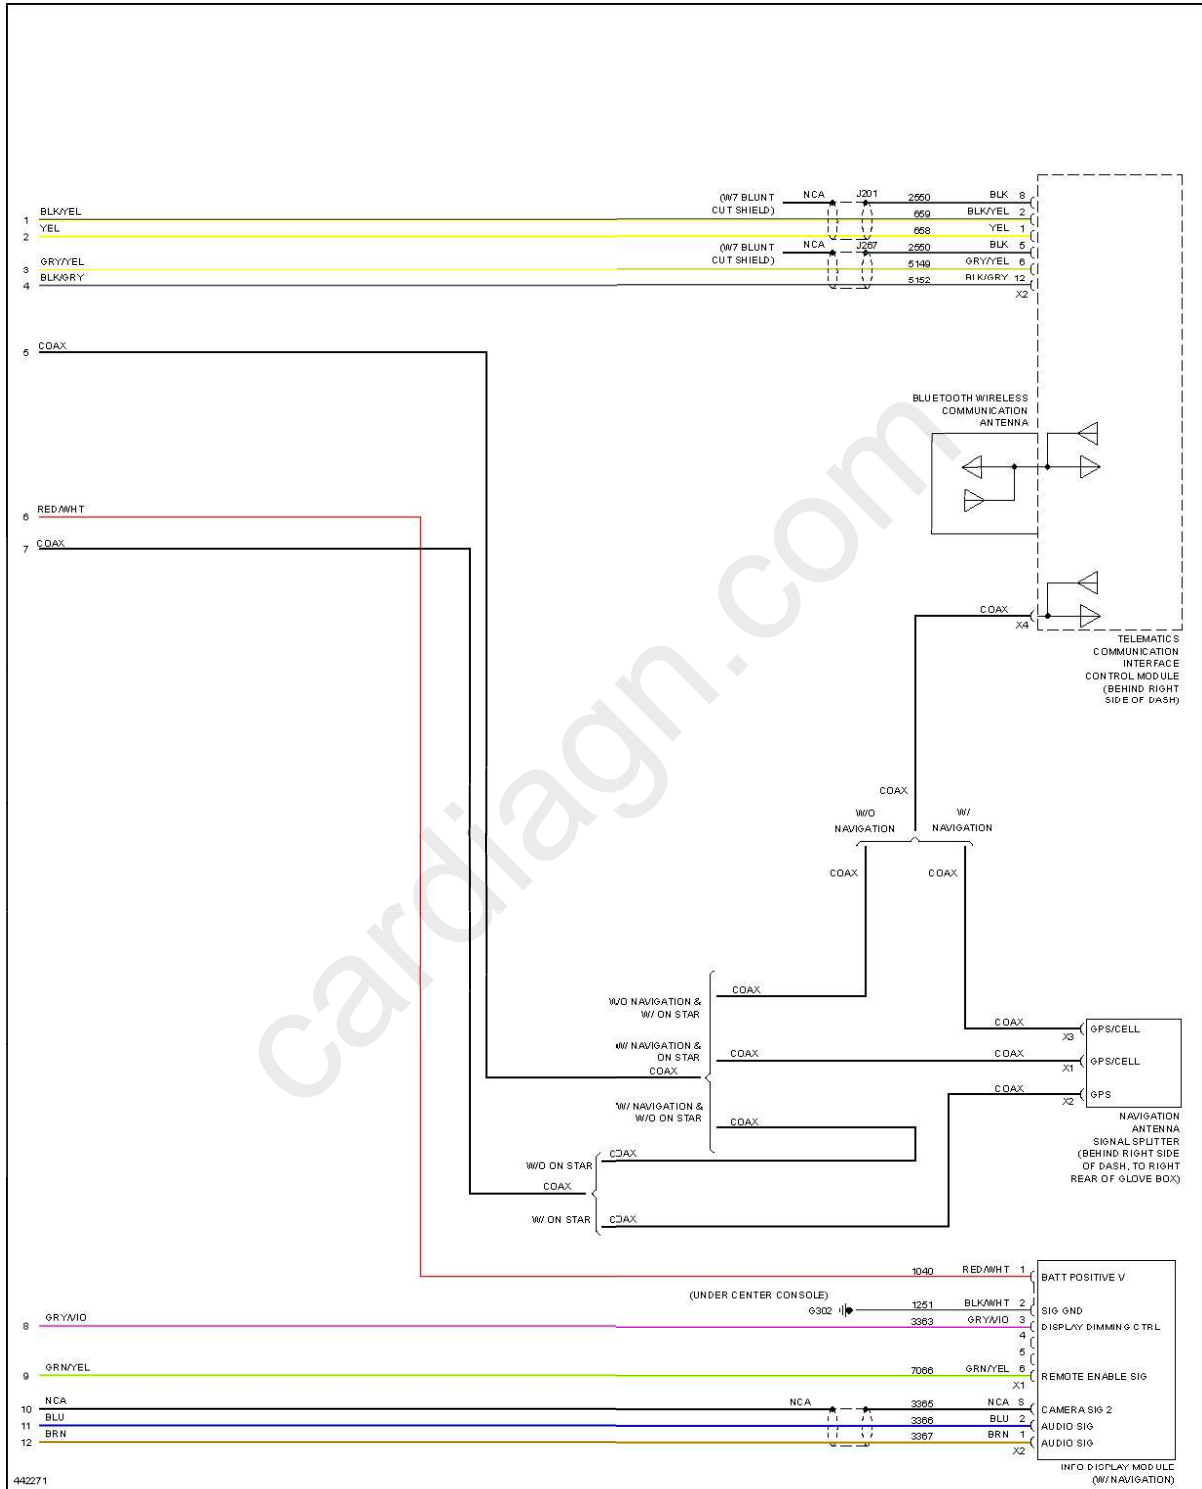 (W7 BLUNT CUT SHIELD) NCA J201 2550 BLK 8
1 BLK/YEL 659 BLK/YEL 2
2 YEL 658 YEL 1
(W7 BLUNT CUT SHIELD) NCA J267 2550 BLK 5
3 GRY/YEL 5149 GRY/YEL 6
4 BLK/GRY 5152 BLK/GRY 12
X2
5 COAX
BLUETOOTH WIRELESS
COMMUNICATION
ANTENNA
6 RED/WHT
7 COAX
COAX
X4
TELEMATICS
COMMUNICATION
INTERFACE
CONTROL MODULE
(BEHIND RIGHT
SIDE OF DASH)
COAX
W/O
NAVIGATION
W/
NAVIGATION
COAX COAX
W/O NAVIGATION &
W/ ON STAR
COAX
COAX X3 GPS/CELL
W/ NAVIGATION &
ON STAR
COAX
COAX COAX X1 GPS/CELL
COAX X2 GPS
W/ NAVIGATION &
W/O ON STAR
COAX
NAVIGATION
ANTENNA
SIGNAL SPLITTER
(BEHIND RIGHT SIDE
OF DASH, TO RIGHT
REAR OF GLOVE BOX)
W/O ON STAR COAX
COAX
W/ ON STAR COAX
1040 RED/WHT 1 BATT POSITIVE V
(UNDER CENTER CONSOLE)
G302 1251 BLK/WHT 2 SIG GND
8 GRY/VIO 3363 GRY/VIO 3 DISPLAY DIMMING CTRL
4
5
9 GRN/YEL 7066 GRN/YEL 6 REMOTE ENABLE SIG
X1
10 NCA NCA 3365 NCA S CAMERA SIG 2
11 BLU 3366 BLU 2 AUDIO SIG
12 BRN 3367 BRN 1 AUDIO SIG
X2
INFO DISPLAY MODULE
(W/ NAVIGATION)
442271
cardiagn.com